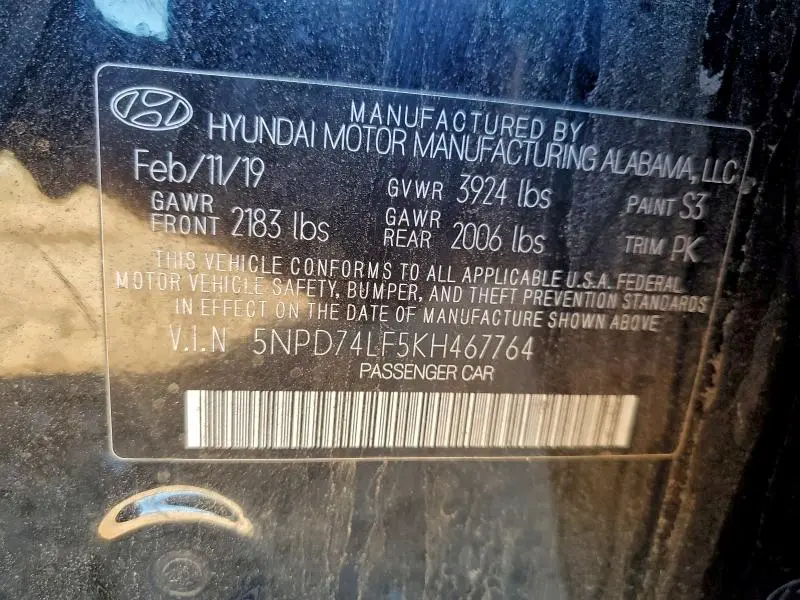 MANUFACTURED BY
HYUNDAI MOTOR MANUFACTURING ALABAMA, LLC
Feb/11/19 GVWR 3924 lbs PAINT S3
GAWR FRONT 2183 lbs GAWR REAR 2006 lbs TRIM PK
THIS VEHICLE CONFORMS TO ALL APPLICABLE U.S.A. FEDERAL
MOTOR VEHICLE SAFETY, BUMPER, AND THEFT PREVENTION STANDARDS
IN EFFECT ON THE DATE OF MANUFACTURE SHOWN ABOVE.
V.I.N 5NPD74LF5KH467764
PASSENGER CAR